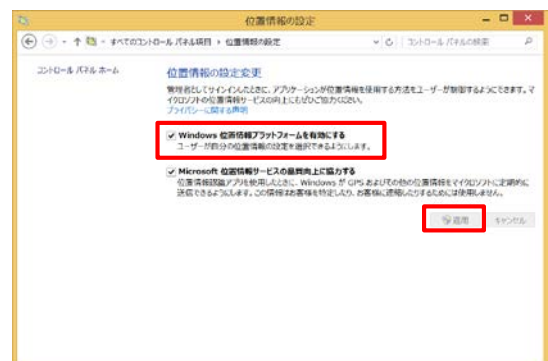 位置情報の設定
すべてのコントロール パネル項目 › 位置情報の設定
コントロール パネルの検索
コントロール パネル ホーム
位置情報の設定変更
管理者としてサインインしたときに、アプリケーションが位置情報を使用する方法をユーザーが制御するようにできます。マ
イクロソフトの位置情報サービスの向上にもぜひご協力ください。
プライバシーに関する声明
Windows 位置情報プラットフォームを有効にする
ユーザーが自分の位置情報の設定を選択できるようにします。
Microsoft 位置情報サービスの品質向上に協力する
位置情報認識アプリを使用したときに、Windows が GPS およびその他の位置情報をマイクロソフトに定期的に
送信できるようにします。この情報はお客様を特定したり、お客様に連絡したりするためには使用しません。
適用
キャンセル